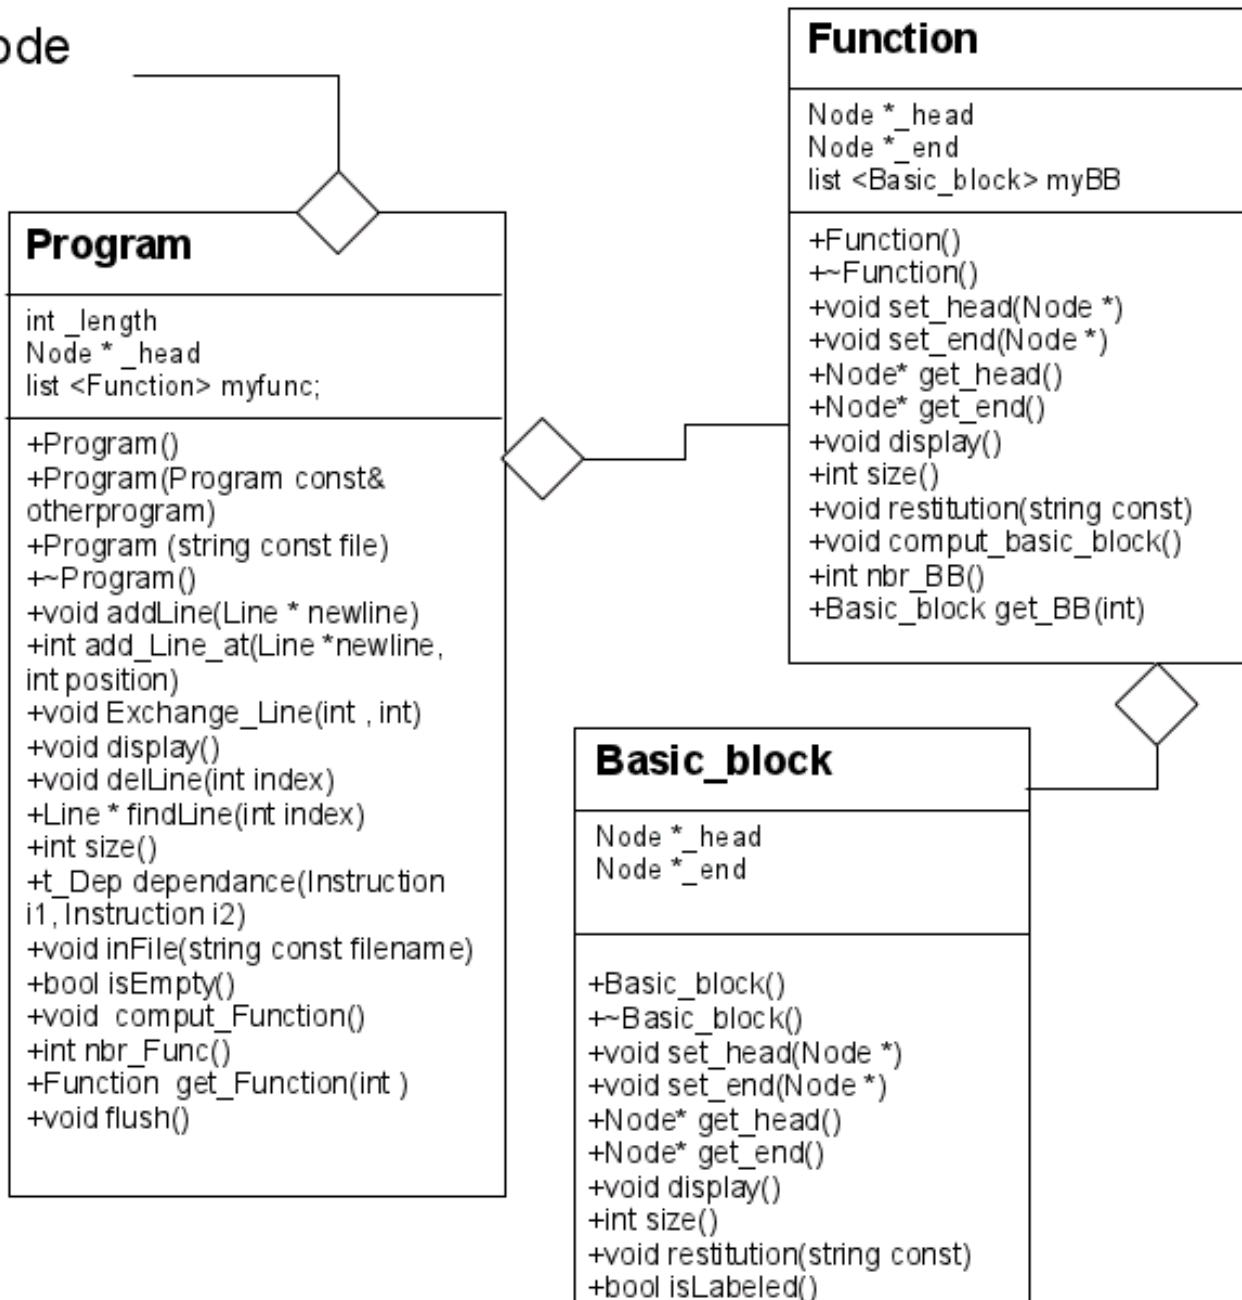 ode
Program
int _length
Node * _head
list <Function> myfunc;
+Program()
+Program(Program const&
otherprogram)
+Program (string const file)
+~Program()
+void addLine(Line * newline)
+int add_Line_at(Line *newline,
int position)
+void Exchange_Line(int , int)
+void display()
+void delLine(int index)
+Line * findLine(int index)
+int size()
+t_Dep dependance(Instruction
i1, Instruction i2)
+void inFile(string const filename)
+bool isEmpty()
+void comput_Function()
+int nbr_Func()
+Function get_Function(int )
+void flush()
Function
Node *_head
Node *_end
list <Basic_block> myBB
+Function()
+~Function()
+void set_head(Node *)
+void set_end(Node *)
+Node* get_head()
+Node* get_end()
+void display()
+int size()
+void restitution(string const)
+void comput_basic_block()
+int nbr_BB()
+Basic_block get_BB(int)
Basic_block
Node *_head
Node *_end
+Basic_block()
+~Basic_block()
+void set_head(Node *)
+void set_end(Node *)
+Node* get_head()
+Node* get_end()
+void display()
+int size()
+void restitution(string const)
+bool isLabeled()